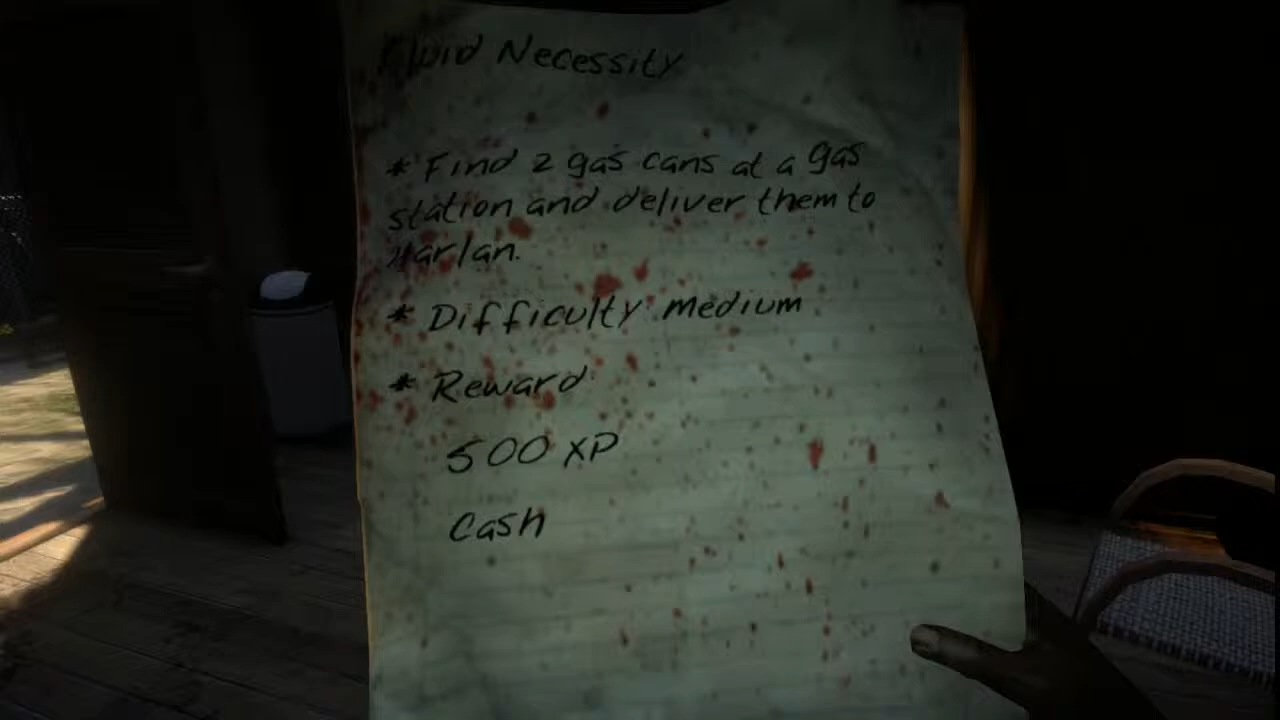 Fluid Necessity
* Find 2 gas cans at a gas
station and deliver them to
Harlan.
* Difficulty medium
* Reward
500 XP
Cash